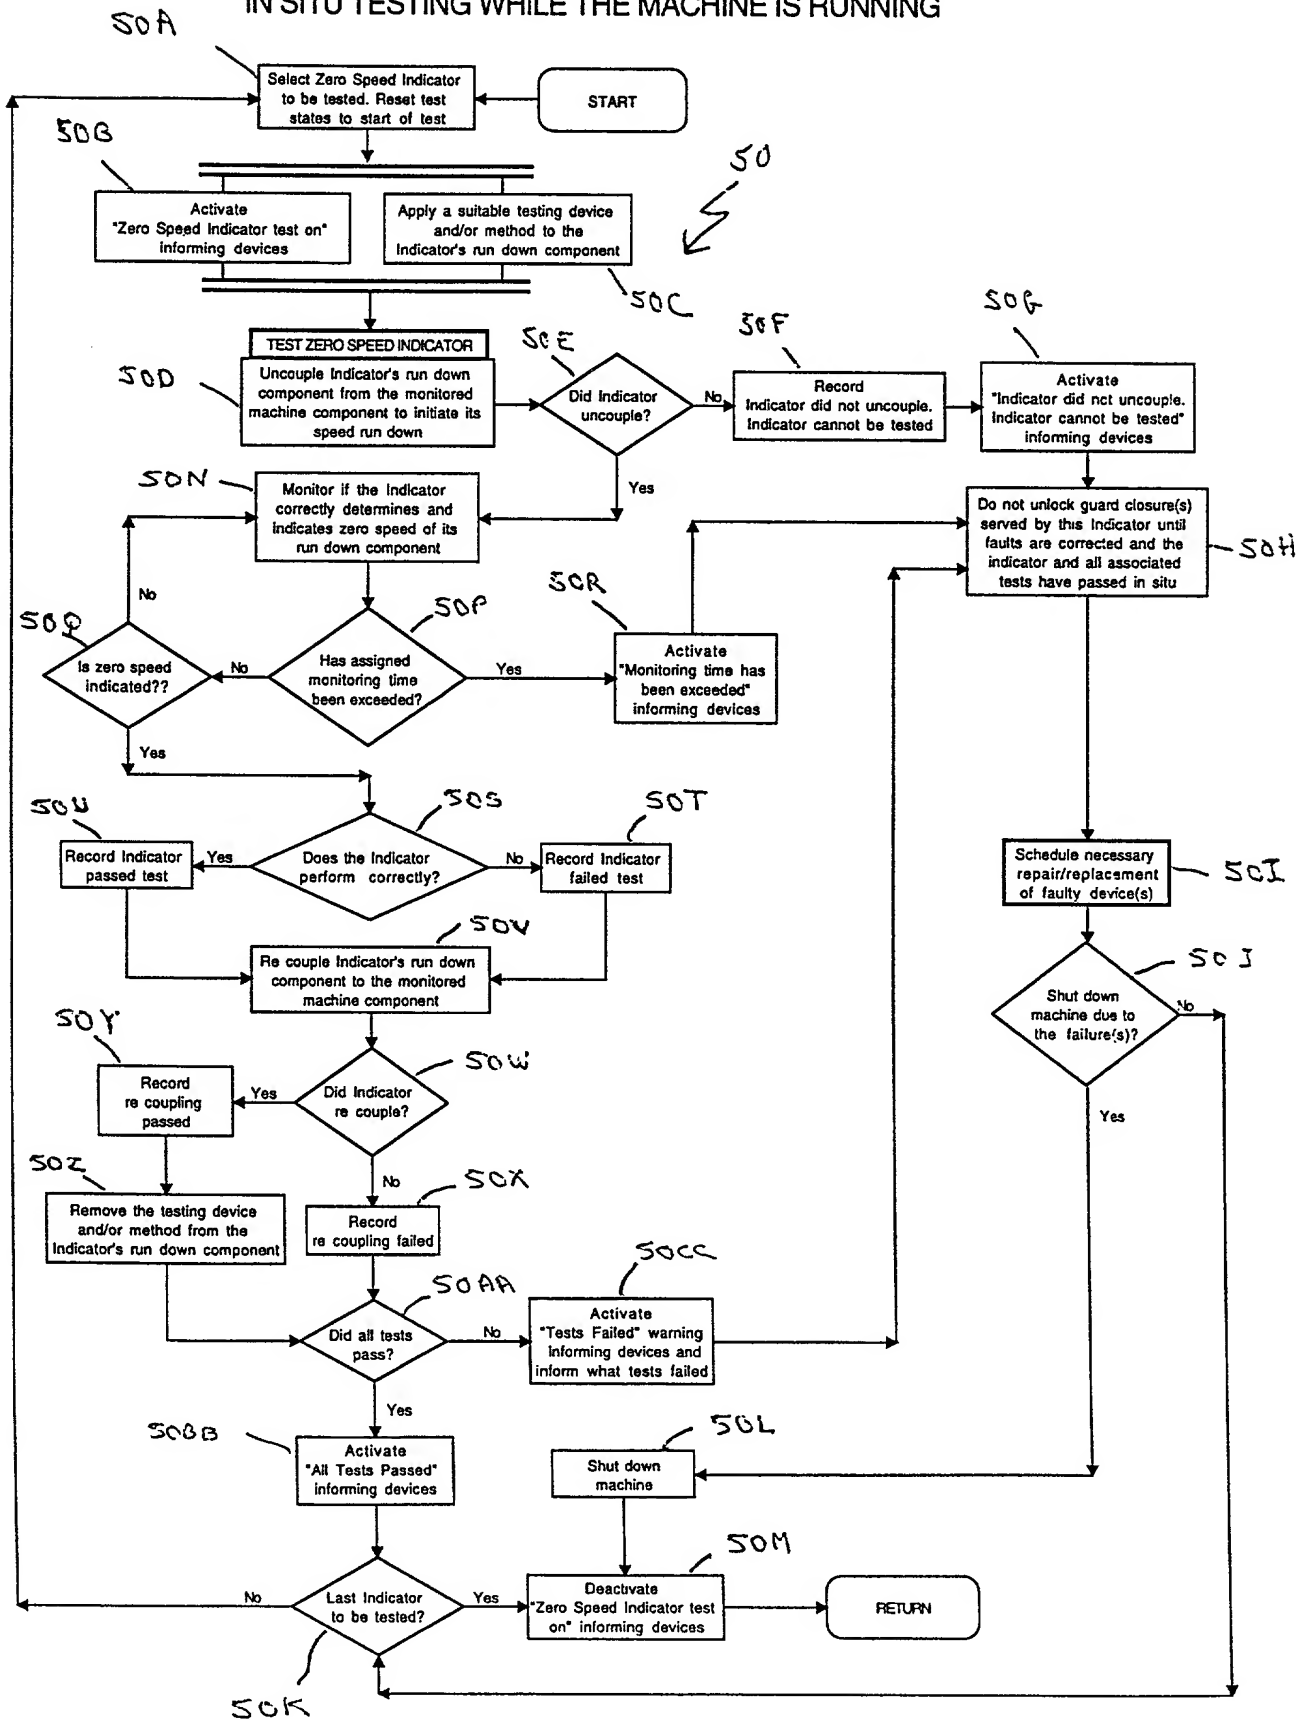 IN SITU TESTING WHILE THE MACHINE IS RUNNING
50A
Select Zero Speed Indicator
to be tested. Reset test
states to start of test
START
50B
50
Activate
"Zero Speed Indicator test on"
informing devices
Apply a suitable testing device
and/or method to the
Indicator's run down component
50C
50G
50F
50E
TEST ZERO SPEED INDICATOR
50D
Uncouple Indicator's run down
component from the monitored
machine component to initiate its
speed run down
Did Indicator
uncouple?
No
Record
Indicator did not uncouple.
Indicator cannot be tested
Activate
"Indicator did not uncouple.
Indicator cannot be tested"
informing devices
Yes
50N
Monitor if the Indicator
correctly determines and
indicates zero speed of its
run down component
Do not unlock guard closure(s)
served by this Indicator until
faults are corrected and the
indicator and all associated
tests have passed in situ
50H
No
50R
50P
50Q
Is zero speed
indicated??
No
Has assigned
monitoring time
been exceeded?
Yes
Activate
"Monitoring time has
been exceeded"
informing devices
Yes
50S
50T
50U
Record Indicator
passed test
Yes
Does the Indicator
perform correctly?
No
Record Indicator
failed test
Schedule necessary
repair/replacement
of faulty device(s)
50I
50V
Re couple Indicator's run down
component to the monitored
machine component
50J
Shut down
machine due to
the failure(s)?
No
50Y
50W
Record
re coupling
passed
Yes
Did Indicator
re couple?
Yes
50Z
No
50X
Remove the testing device
and/or method from the
Indicator's run down component
Record
re coupling failed
50CC
50AA
Did all tests
pass?
No
Activate
"Tests Failed" warning
informing devices and
inform what tests failed
Yes
50BB
50L
Activate
"All Tests Passed"
informing devices
Shut down
machine
50M
No
Last Indicator
to be tested?
Yes
Deactivate
"Zero Speed Indicator test
on" informing devices
RETURN
50K